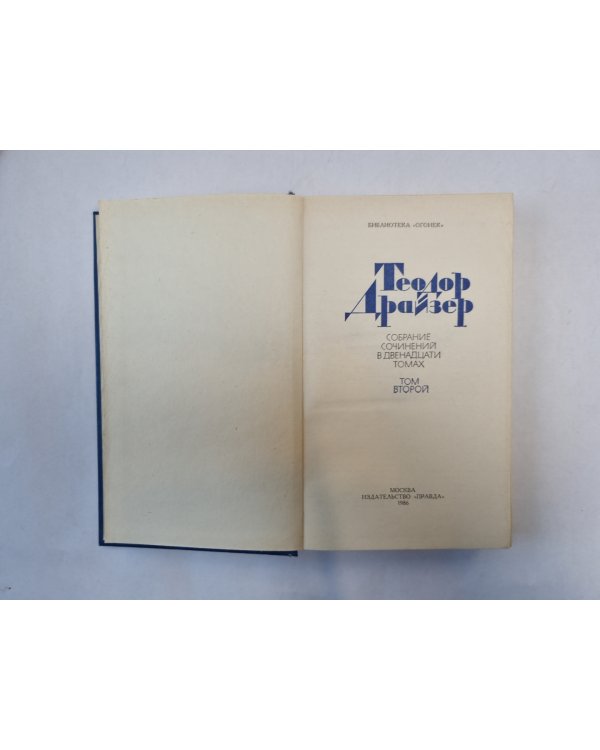 БИБЛИОТЕКА «ОГОНЕК»
Теодор
Драйзер
СОБРАНИЕ
СОЧИНЕНИЙ
В ДВЕНАДЦАТИ
ТОМАХ
ТОМ
ВТОРОЙ
МОСКВА
ИЗДАТЕЛЬСТВО «ПРАВДА»
1986